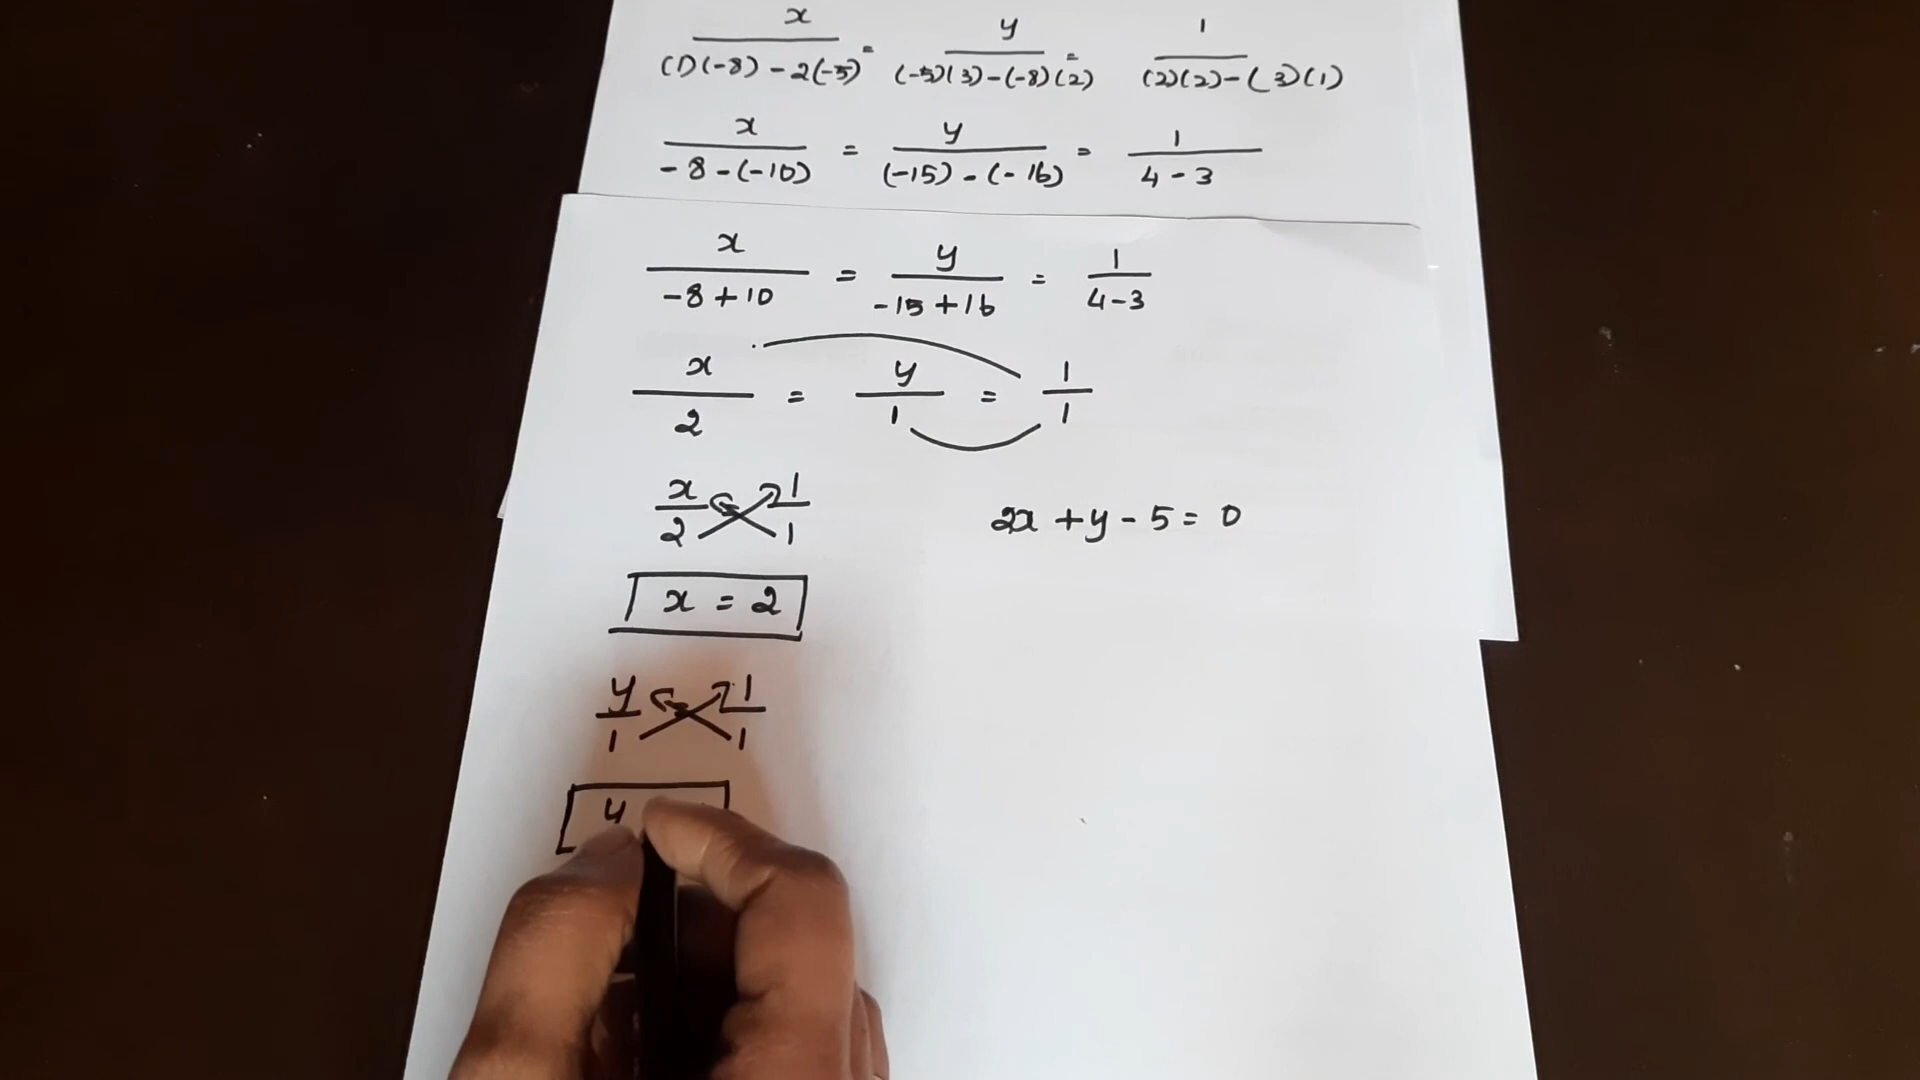 x / (1)(-8) - 2(-5) = y / (-5)(3) - (-8)(2) = 1 / (2)(2) - (3)(1)
x / -8 - (-10) = y / (-15) - (-16) = 1 / 4 - 3
x / -8 + 10 = y / -15 + 16 = 1 / 4 - 3
x / 2 = y / 1 = 1 / 1
x / 2 = 1 / 1
2x + y - 5 = 0
x = 2
y / 1 = 1 / 1
y